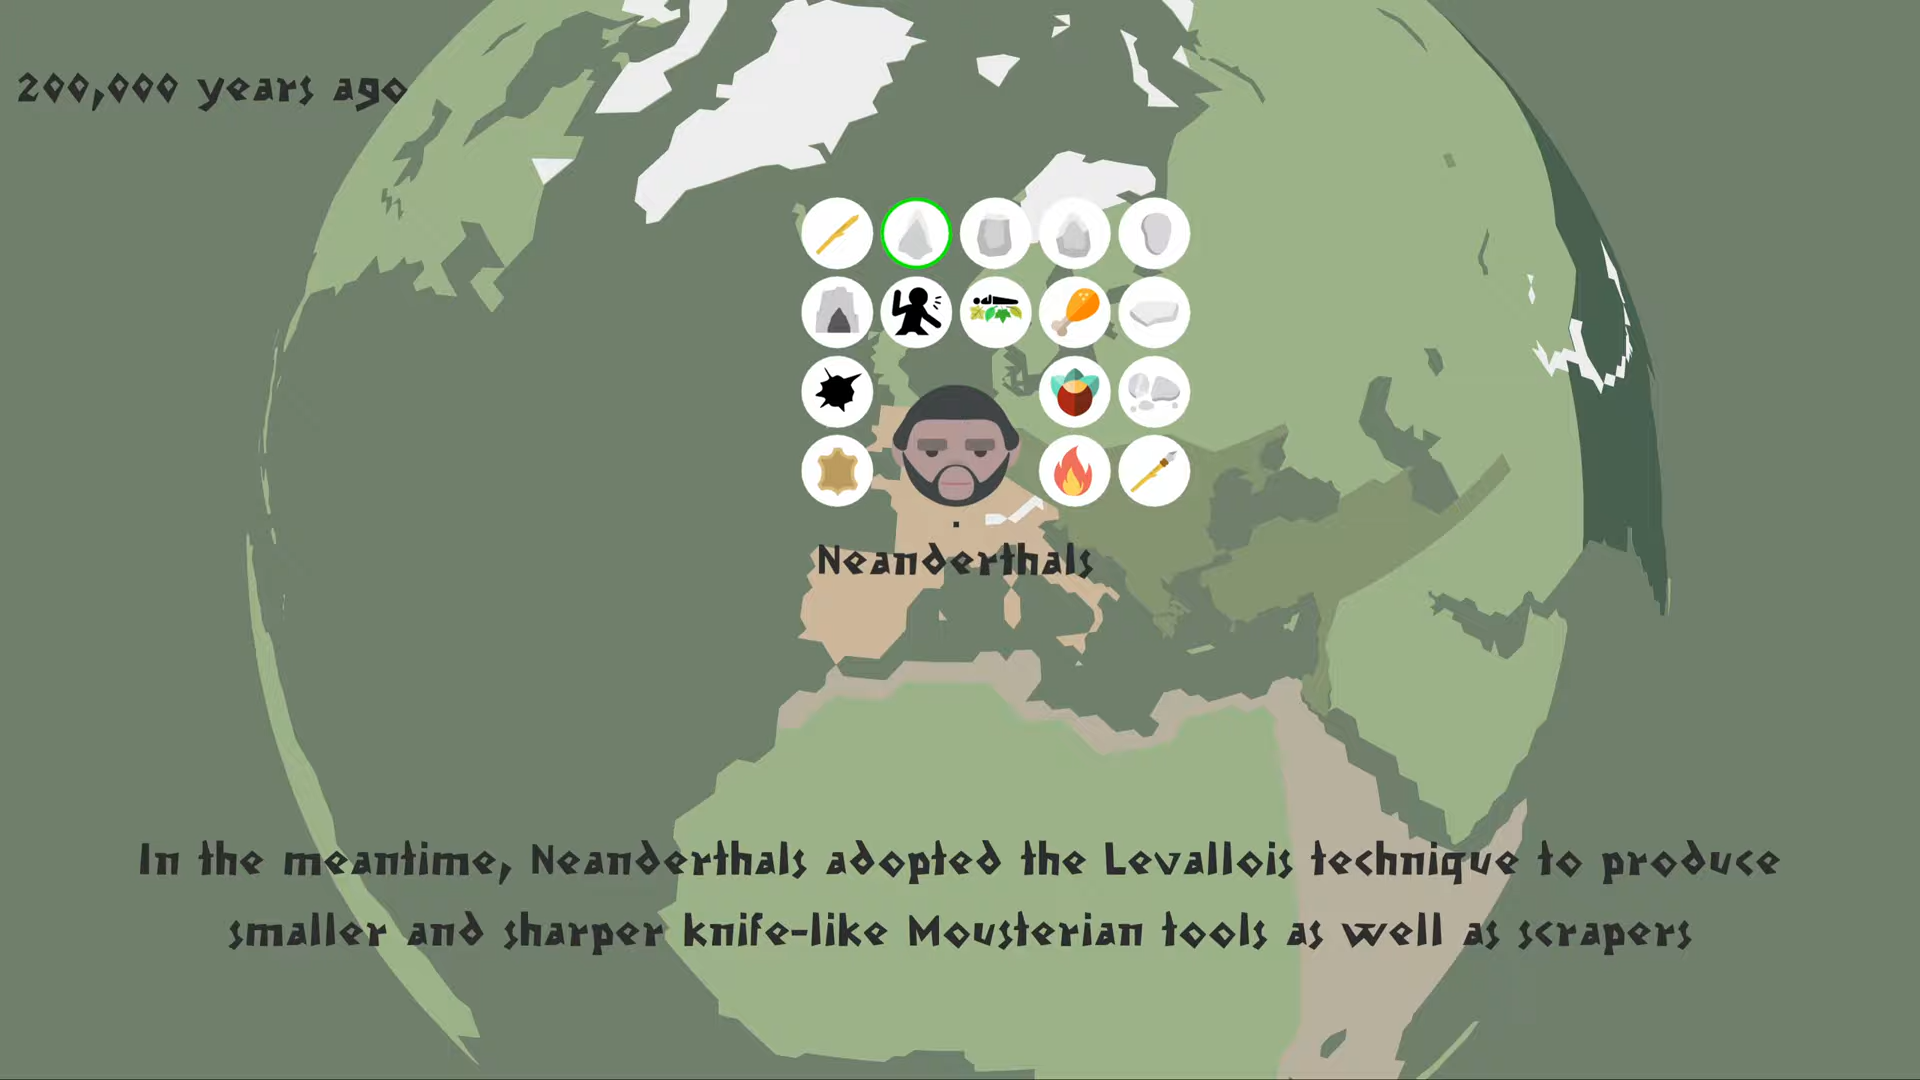 200,000 years ago
Neanderthals
In the meantime, Neanderthals adopted the Levallois technique to produce
smaller and sharper knife-like Mousterian tools as well as scrapers